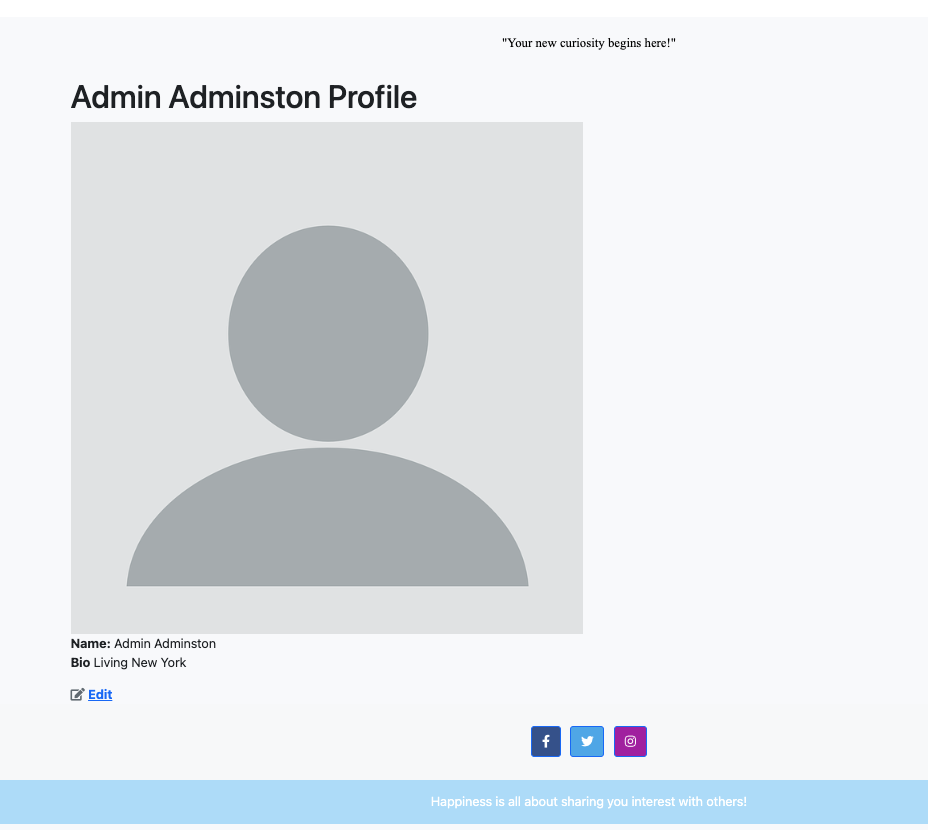 "Your new curiosity begins here!"
Admin Adminston Profile
Name: Admin Adminston
Bio Living New York
Edit
Happiness is all about sharing you interest with others!